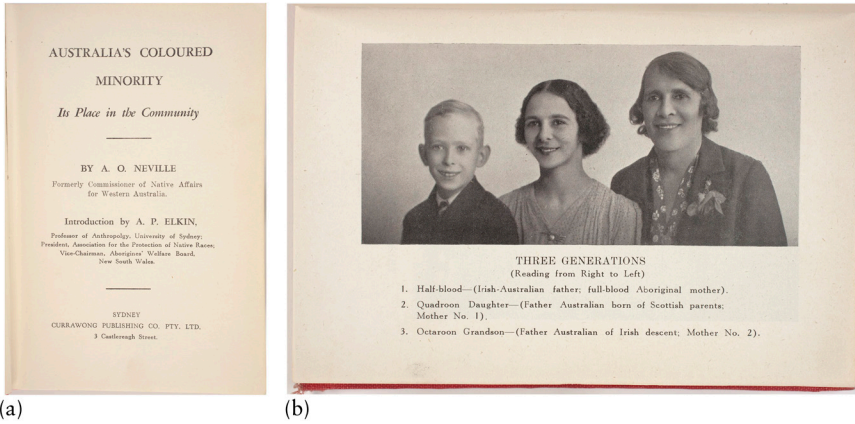 AUSTRALIA'S COLOURED
MINORITY
Its Place in the Community
BY A. O. NEVILLE
Formerly Commissioner of Native Affairs
for Western Australia.
Introduction by A. P. ELKIN,
Professor of Anthropolgy, University of Sydney;
President, Association for the Protection of Native Races;
Vice-Chairman, Aborigines' Welfare Board,
New South Wales.
SYDNEY
CURRAWONG PUBLISHING CO. PTY. LTD.
3 Castlereagh Street.
(a)
THREE GENERATIONS
(Reading from Right to Left)
1. Half-blood—(Irish-Australian father; full-blood Aboriginal mother).
2. Quadroon Daughter—(Father Australian born of Scottish parents;
Mother No. 1).
3. Octaroon Grandson—(Father Australian of Irish descent; Mother No. 2).
(b)